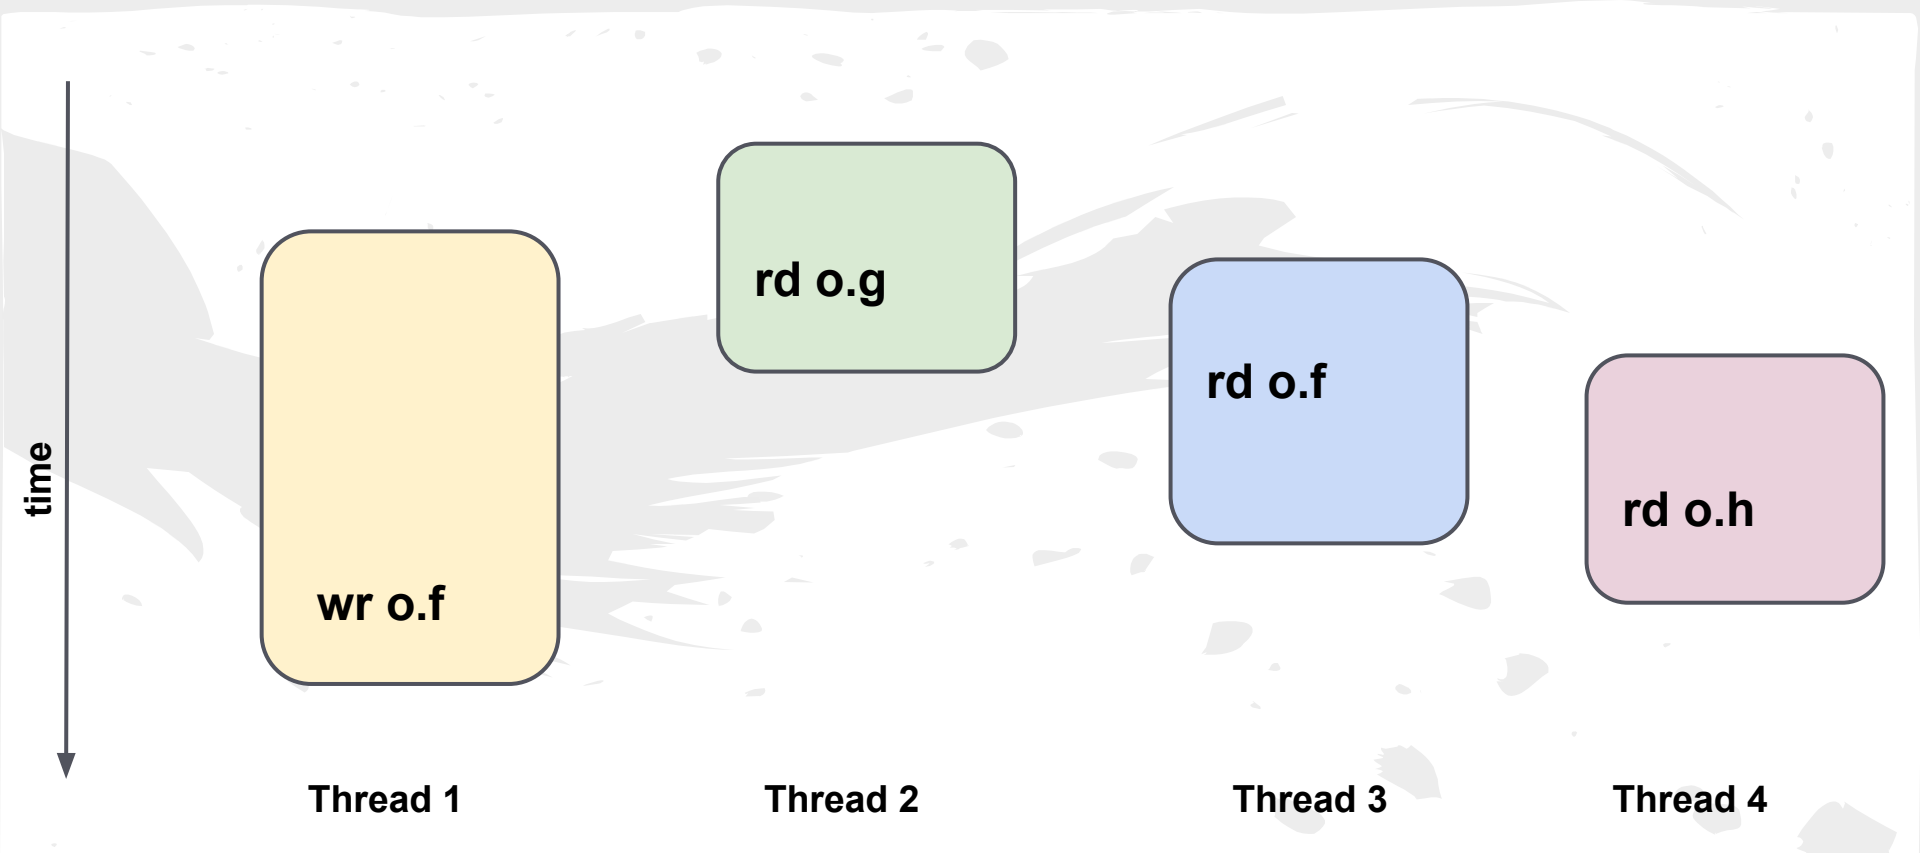 time
wr o.f
rd o.g
rd o.f
rd o.h
Thread 1
Thread 2
Thread 3
Thread 4